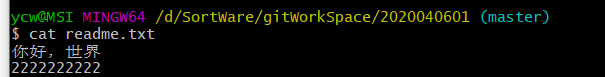 ycw@MSI MINGW64 /d/SortWare/gitWorkSpace/2020040601 (master)
$ cat readme.txt
你好，世界
2222222222